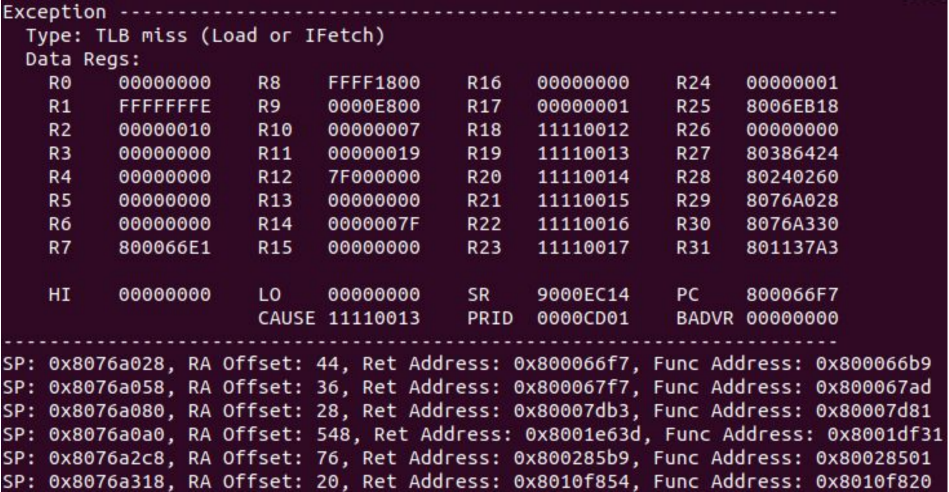 Exception -----------------------------------------------------------------
Type: TLB miss (Load or IFetch)
Data Regs:
R0 00000000 R8 FFFF1800 R16 00000000 R24 00000001
R1 FFFFFFFE R9 0000E800 R17 00000001 R25 8006EB18
R2 00000010 R10 00000007 R18 11110012 R26 00000000
R3 00000000 R11 00000019 R19 11110013 R27 80386424
R4 00000000 R12 7F000000 R20 11110014 R28 80240260
R5 00000000 R13 00000000 R21 11110015 R29 8076A028
R6 00000000 R14 0000007F R22 11110016 R30 8076A330
R7 800066E1 R15 00000000 R23 11110017 R31 801137A3
HI 00000000 LO 00000000 SR 9000EC14 PC 800066F7
CAUSE 11110013 PRID 0000CD01 BADVR 00000000
---------------------------------------------------------------------------
SP: 0x8076a028, RA Offset: 44, Ret Address: 0x800066f7, Func Address: 0x800066b9
SP: 0x8076a058, RA Offset: 36, Ret Address: 0x800067f7, Func Address: 0x800067ad
SP: 0x8076a080, RA Offset: 28, Ret Address: 0x80007db3, Func Address: 0x80007d81
SP: 0x8076a0a0, RA Offset: 548, Ret Address: 0x8001e63d, Func Address: 0x8001df31
SP: 0x8076a2c8, RA Offset: 76, Ret Address: 0x800285b9, Func Address: 0x80028501
SP: 0x8076a318, RA Offset: 20, Ret Address: 0x8010f854, Func Address: 0x8010f820